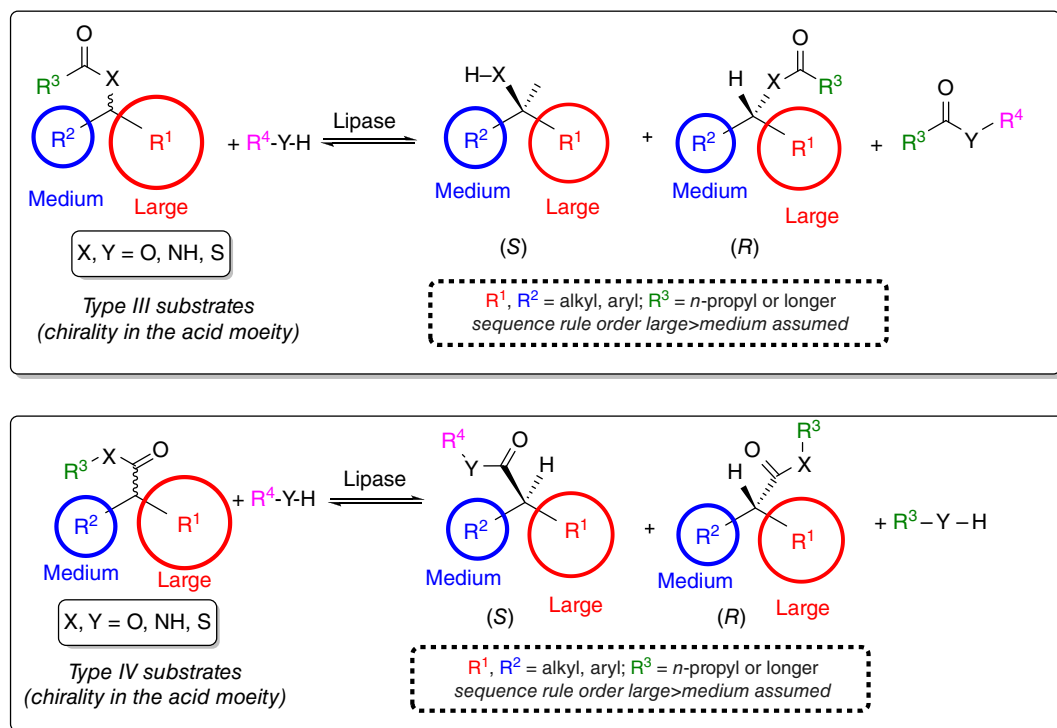 O
R³
X
R²
R¹
Medium
Large
X, Y = O, NH, S
Type III substrates
(chirality in the acid moeity)
+ R⁴-Y-H
Lipase
H–X
R²
R¹
Medium
Large
(S)
+
O
H
X
R³
R²
R¹
Medium
Large
(R)
+
O
R³
Y
R⁴
R¹, R² = alkyl, aryl; R³ = n-propyl or longer
sequence rule order large>medium assumed
R³
X
O
R²
R¹
Medium
Large
X, Y = O, NH, S
Type IV substrates
(chirality in the acid moeity)
+ R⁴-Y-H
Lipase
R⁴
Y
O
H
R²
R¹
Medium
Large
(S)
+
R³
O
X
H
R²
R¹
Medium
Large
(R)
+ R³–Y–H
R¹, R² = alkyl, aryl; R³ = n-propyl or longer
sequence rule order large>medium assumed